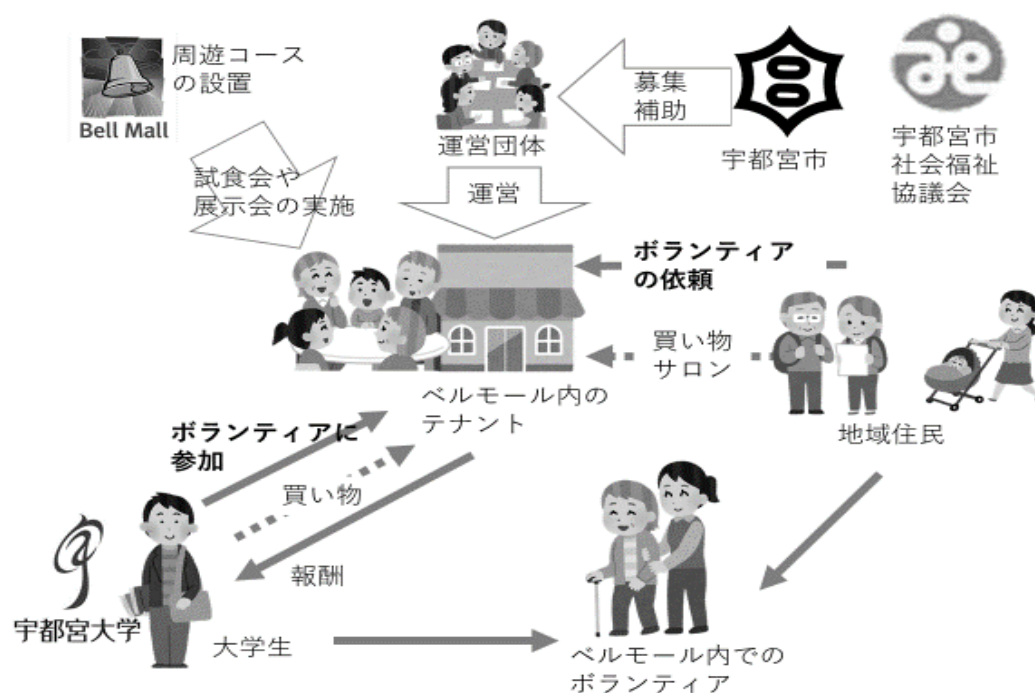 周遊コース
の設置
Bell Mall
運営団体
募集
補助
宇都宮市
宇都宮市
社会福祉
協議会
試食会や
展示会の実施
運営
ボランティア
の依頼
買い物
サロン
ベルモール内の
テナント
地域住民
ボランティアに
参加
買い物
報酬
宇都宮大学
大学生
ベルモール内での
ボランティア